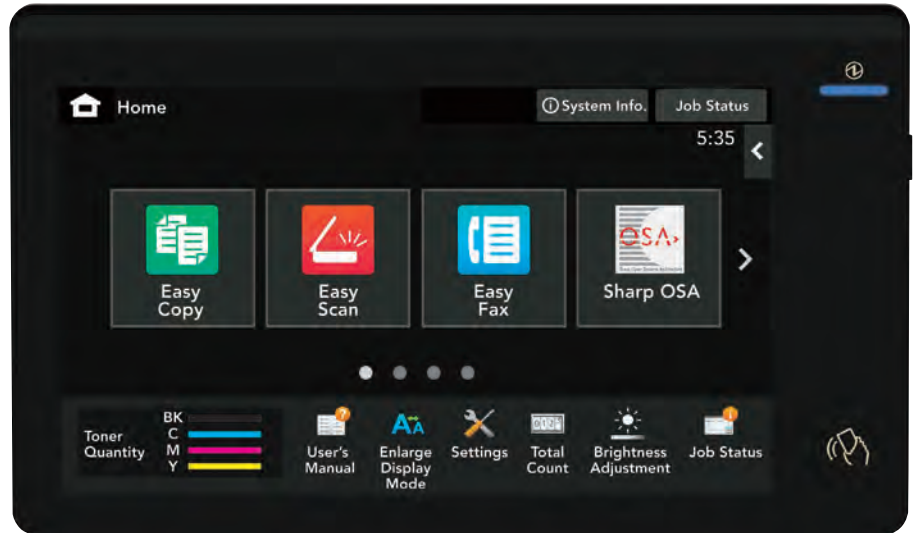 Home
System Info.
Job Status
5:35
Easy
Copy
Easy
Scan
Easy
Fax
OSA
Sharp OSA
Toner
Quantity
BK
C
M
Y
User's
Manual
Enlarge
Display
Mode
Settings
Total
Count
Brightness
Adjustment
Job Status